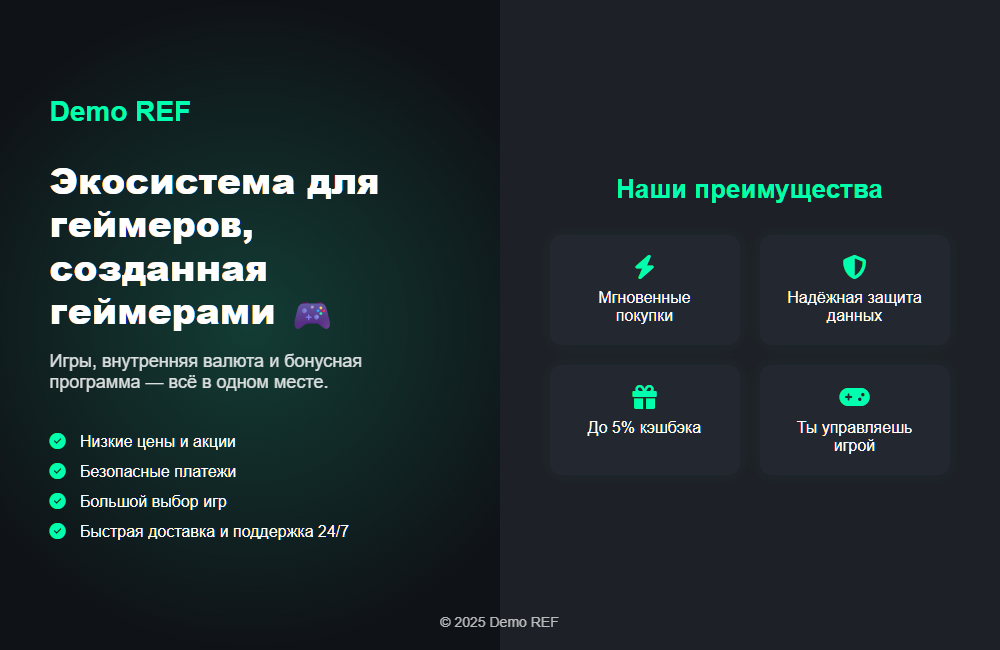 Demo REF
Экосистема для
геймеров,
созданная
геймерами 🎮
Игры, внутренняя валюта и бонусная
программа — всё в одном месте.
Низкие цены и акции
Безопасные платежи
Большой выбор игр
Быстрая доставка и поддержка 24/7
Наши преимущества
Мгновенные
покупки
Надёжная защита
данных
До 5% кэшбэка
Ты управляешь
игрой
© 2025 Demo REF